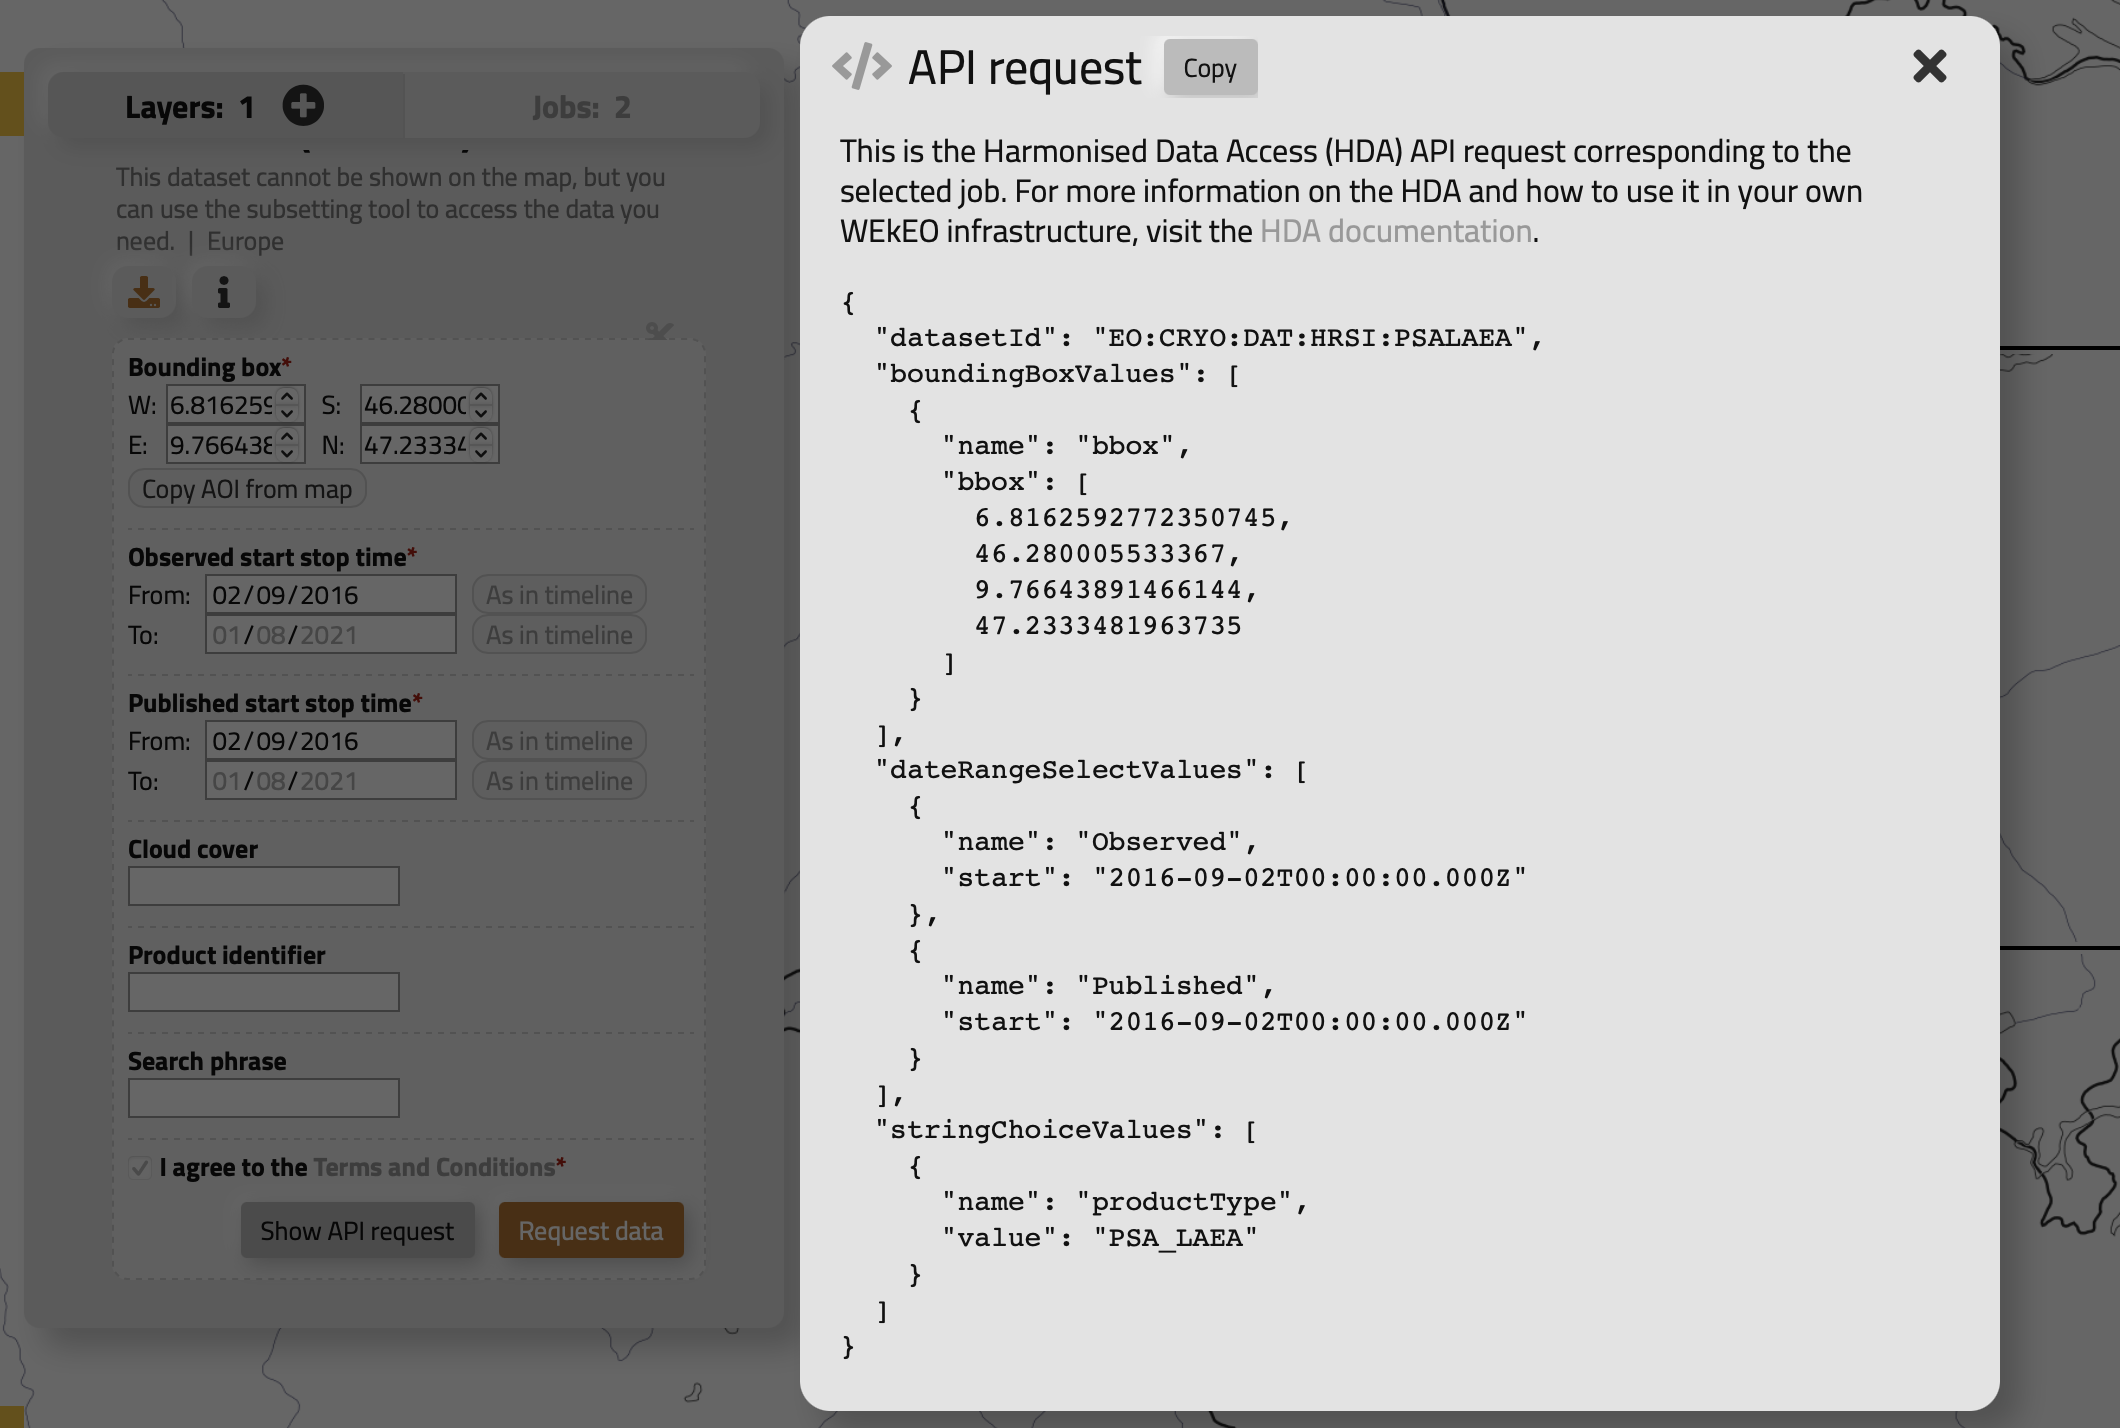 Layers: 1
Jobs: 2
This dataset cannot be shown on the map, but you
can use the subsetting tool to access the data you
need. | Europe
Bounding box*
W: 6.816259 S: 46.2800
E: 9.766438 N: 47.2333
Copy AOI from map
Observed start stop time*
From: 02/09/2016 As in timeline
To: 01/08/2021 As in timeline
Published start stop time*
From: 02/09/2016 As in timeline
To: 01/08/2021 As in timeline
Cloud cover
Product identifier
Search phrase
I agree to the Terms and Conditions*
Show API request Request data
</> API request Copy
This is the Harmonised Data Access (HDA) API request corresponding to the
selected job. For more information on the HDA and how to use it in your own
WEkEO infrastructure, visit the HDA documentation.
{
"datasetId": "EO:CRYO:DAT:HRSI:PSALAEA",
"boundingBoxValues": [
{
"name": "bbox",
"bbox": [
6.8162592772350745,
46.280005533367,
9.76643891466144,
47.2333481963735
]
}
],
"dateRangeSelectValues": [
{
"name": "Observed",
"start": "2016-09-02T00:00:00.000Z"
},
{
"name": "Published",
"start": "2016-09-02T00:00:00.000Z"
}
],
"stringChoiceValues": [
{
"name": "productType",
"value": "PSA_LAEA"
}
]
}